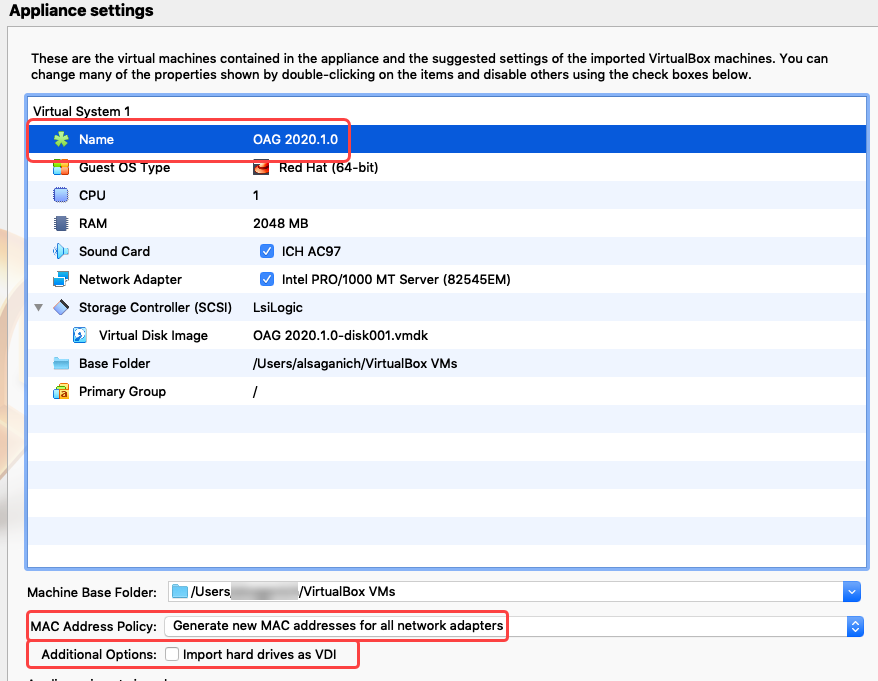 Appliance settings
These are the virtual machines contained in the appliance and the suggested settings of the imported VirtualBox machines. You can
change many of the properties shown by double-clicking on the items and disable others using the check boxes below.
Virtual System 1
Name OAG 2020.1.0
Guest OS Type Red Hat (64-bit)
CPU 1
RAM 2048 MB
Sound Card ICH AC97
Network Adapter Intel PRO/1000 MT Server (82545EM)
Storage Controller (SCSI) LsiLogic
Virtual Disk Image OAG 2020.1.0-disk001.vmdk
Base Folder /Users/alsaganich/VirtualBox VMs
Primary Group /
Machine Base Folder: /Users /VirtualBox VMs
MAC Address Policy: Generate new MAC addresses for all network adapters
Additional Options: Import hard drives as VDI